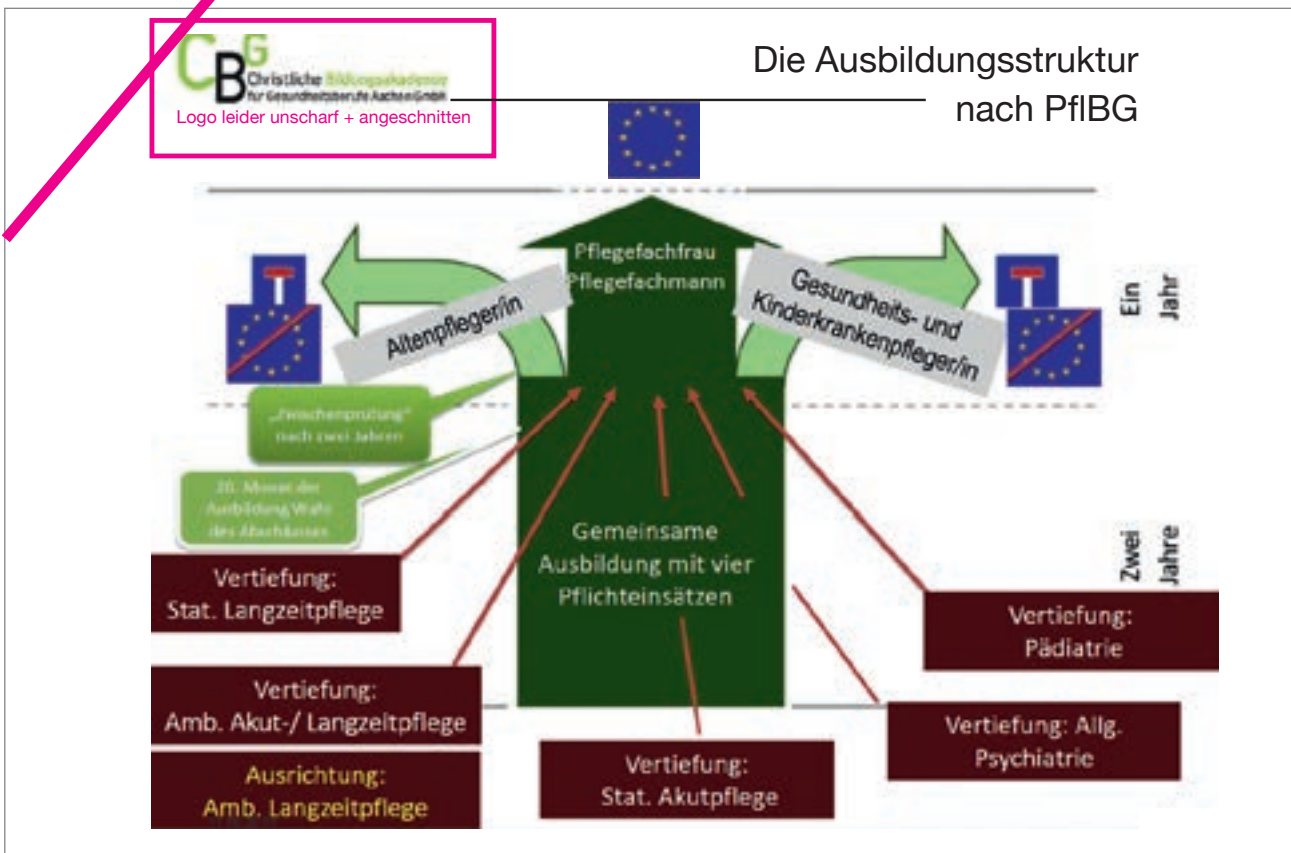 CBG
Christliche Bildungsakademie
für Gesundheitsberufe Aachen GmbH
Logo leider unscharf + angeschnitten
Die Ausbildungsstruktur
nach PflBG
Pflegefachfrau
Pflegefachmann
Altenpfleger/in
Gesundheits- und
Kinderkrankenpfleger/in
Ein
Jahr
„Zwischenprüfung“
nach zwei Jahren
20. Monat der
Ausbildung Wahl
des Abschlusses
Gemeinsame
Ausbildung mit vier
Pflichteinsätzen
Zwei
Jahre
Vertiefung:
Stat. Langzeitpflege
Vertiefung:
Pädiatrie
Vertiefung:
Amb. Akut-/ Langzeitpflege
Vertiefung: Allg.
Psychiatrie
Ausrichtung:
Amb. Langzeitpflege
Vertiefung:
Stat. Akutpflege